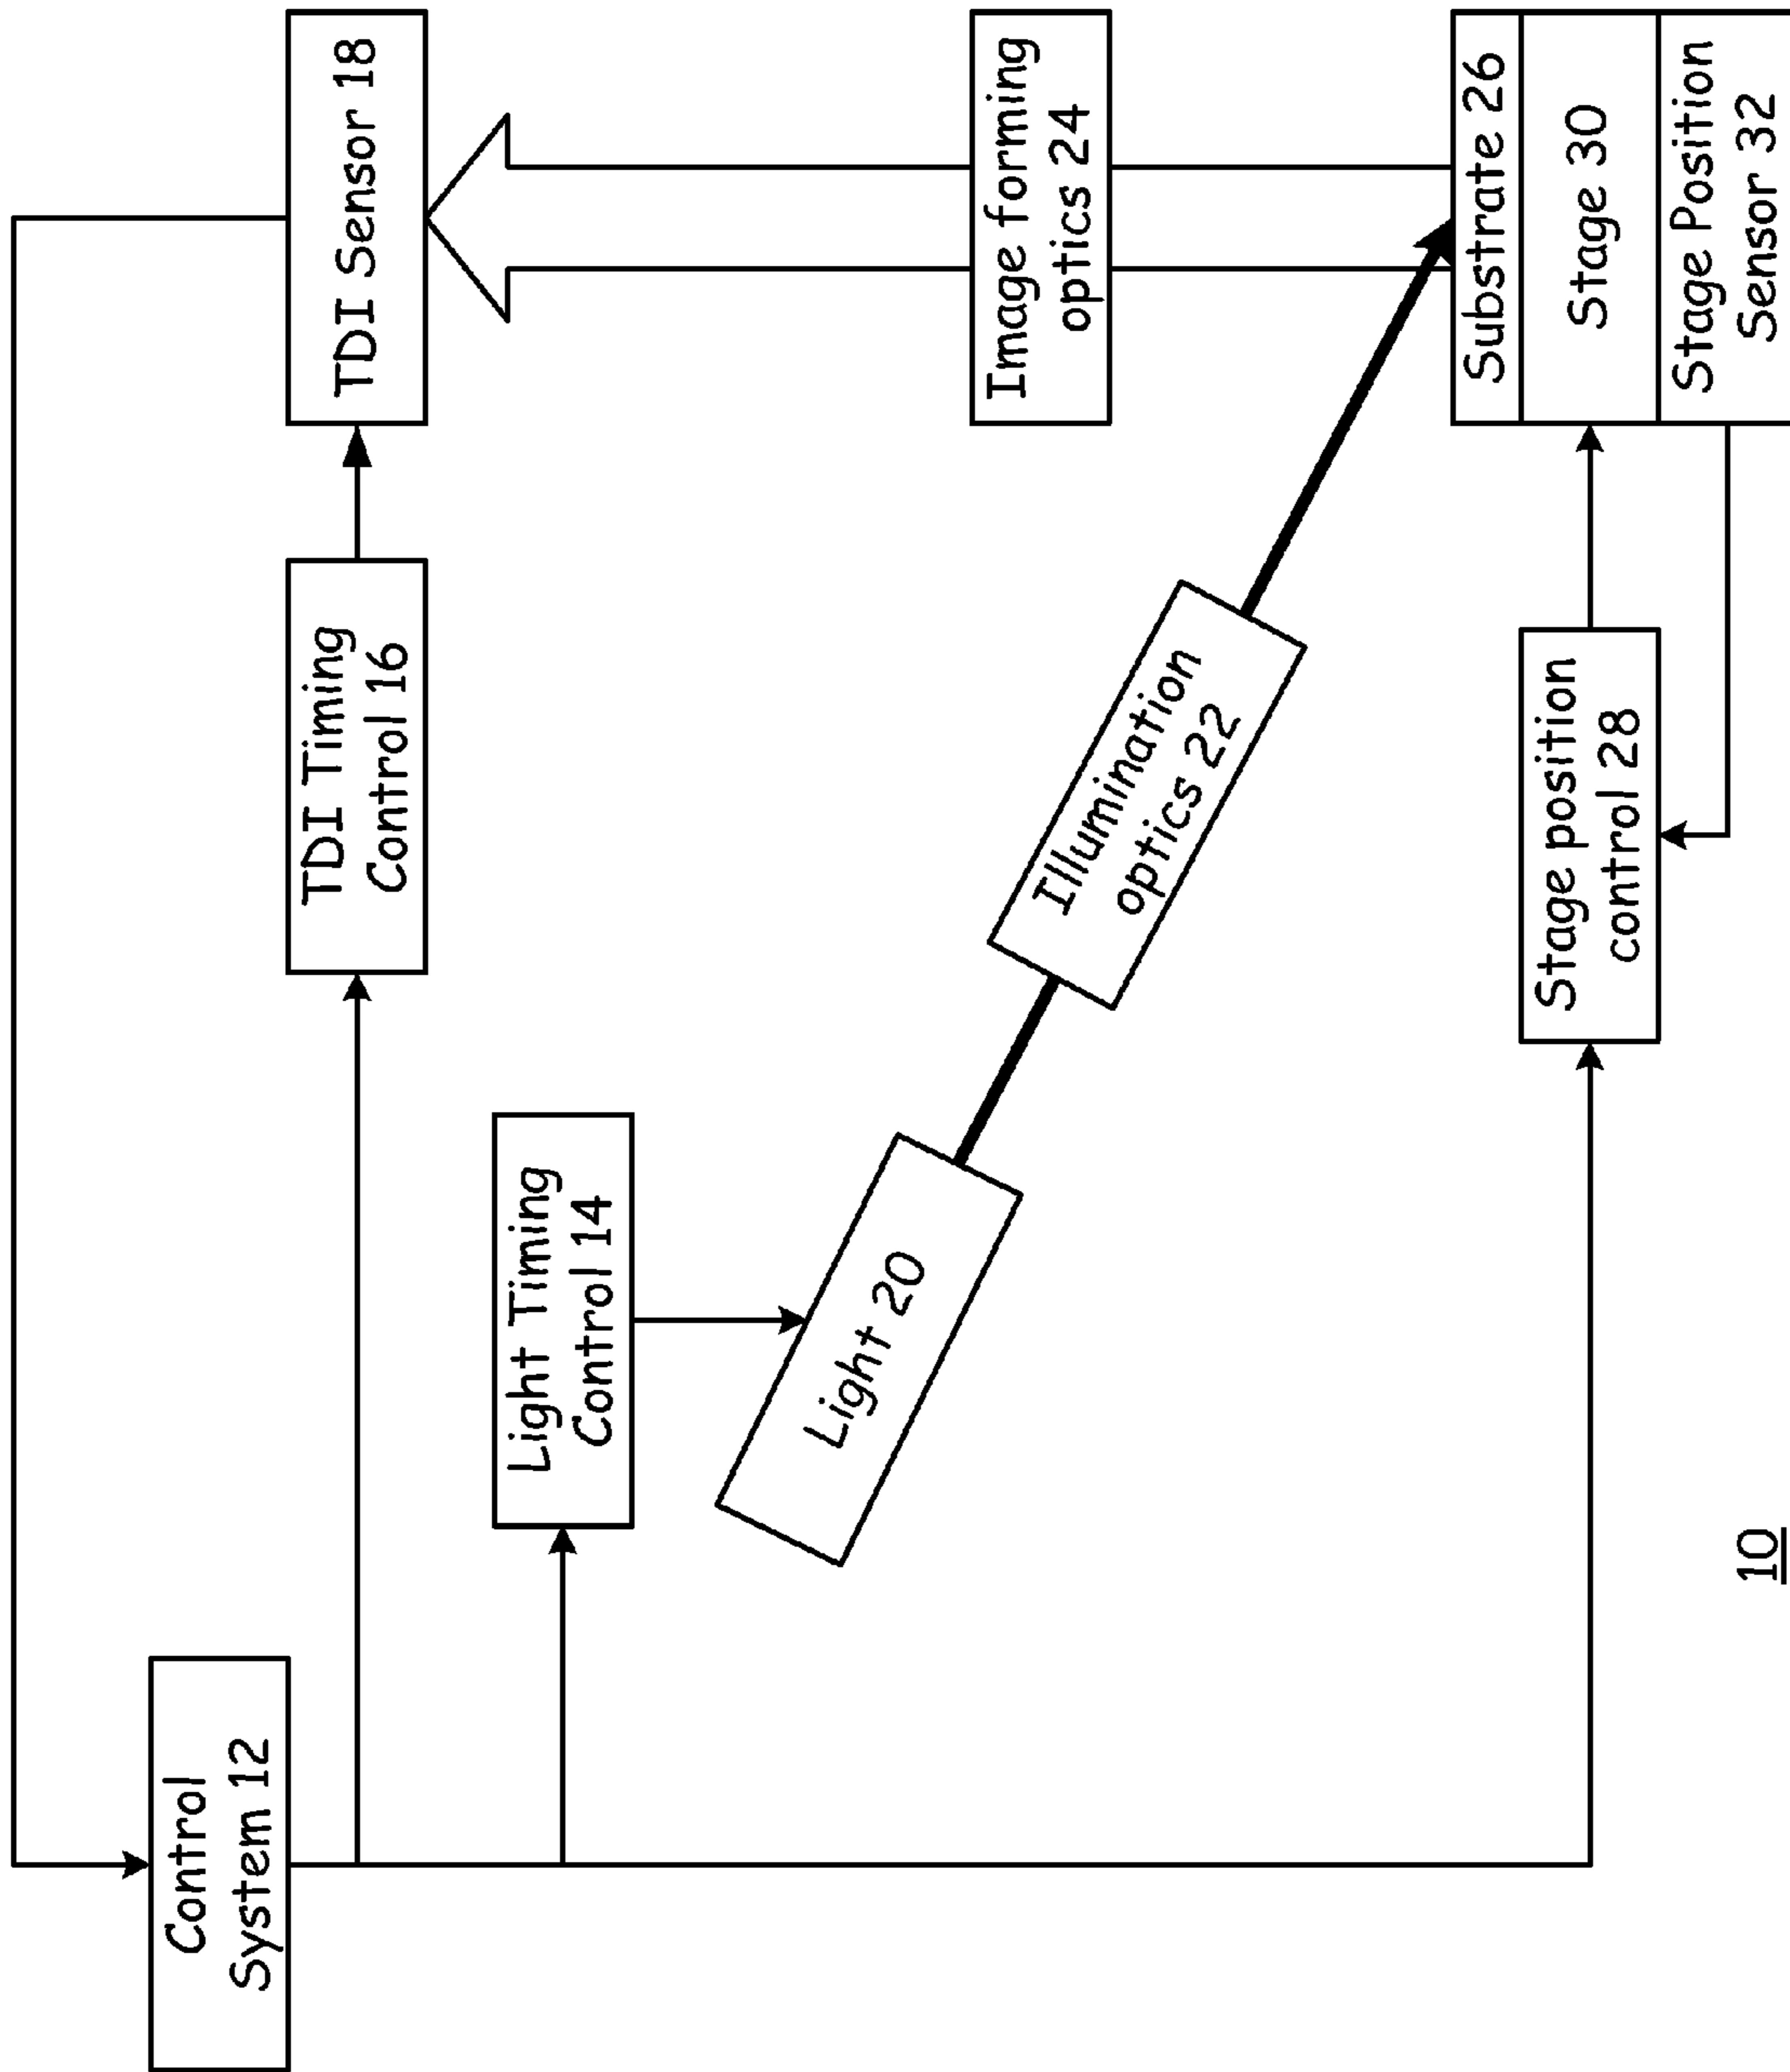 Control
System 12
TDI Timing
Control 16
TDI Sensor 18
Light Timing
Control 14
Light 20
Illumination
optics 22
Image forming
optics 24
Stage position
control 28
Substrate 26
Stage 30
Stage Position
Sensor 32
10